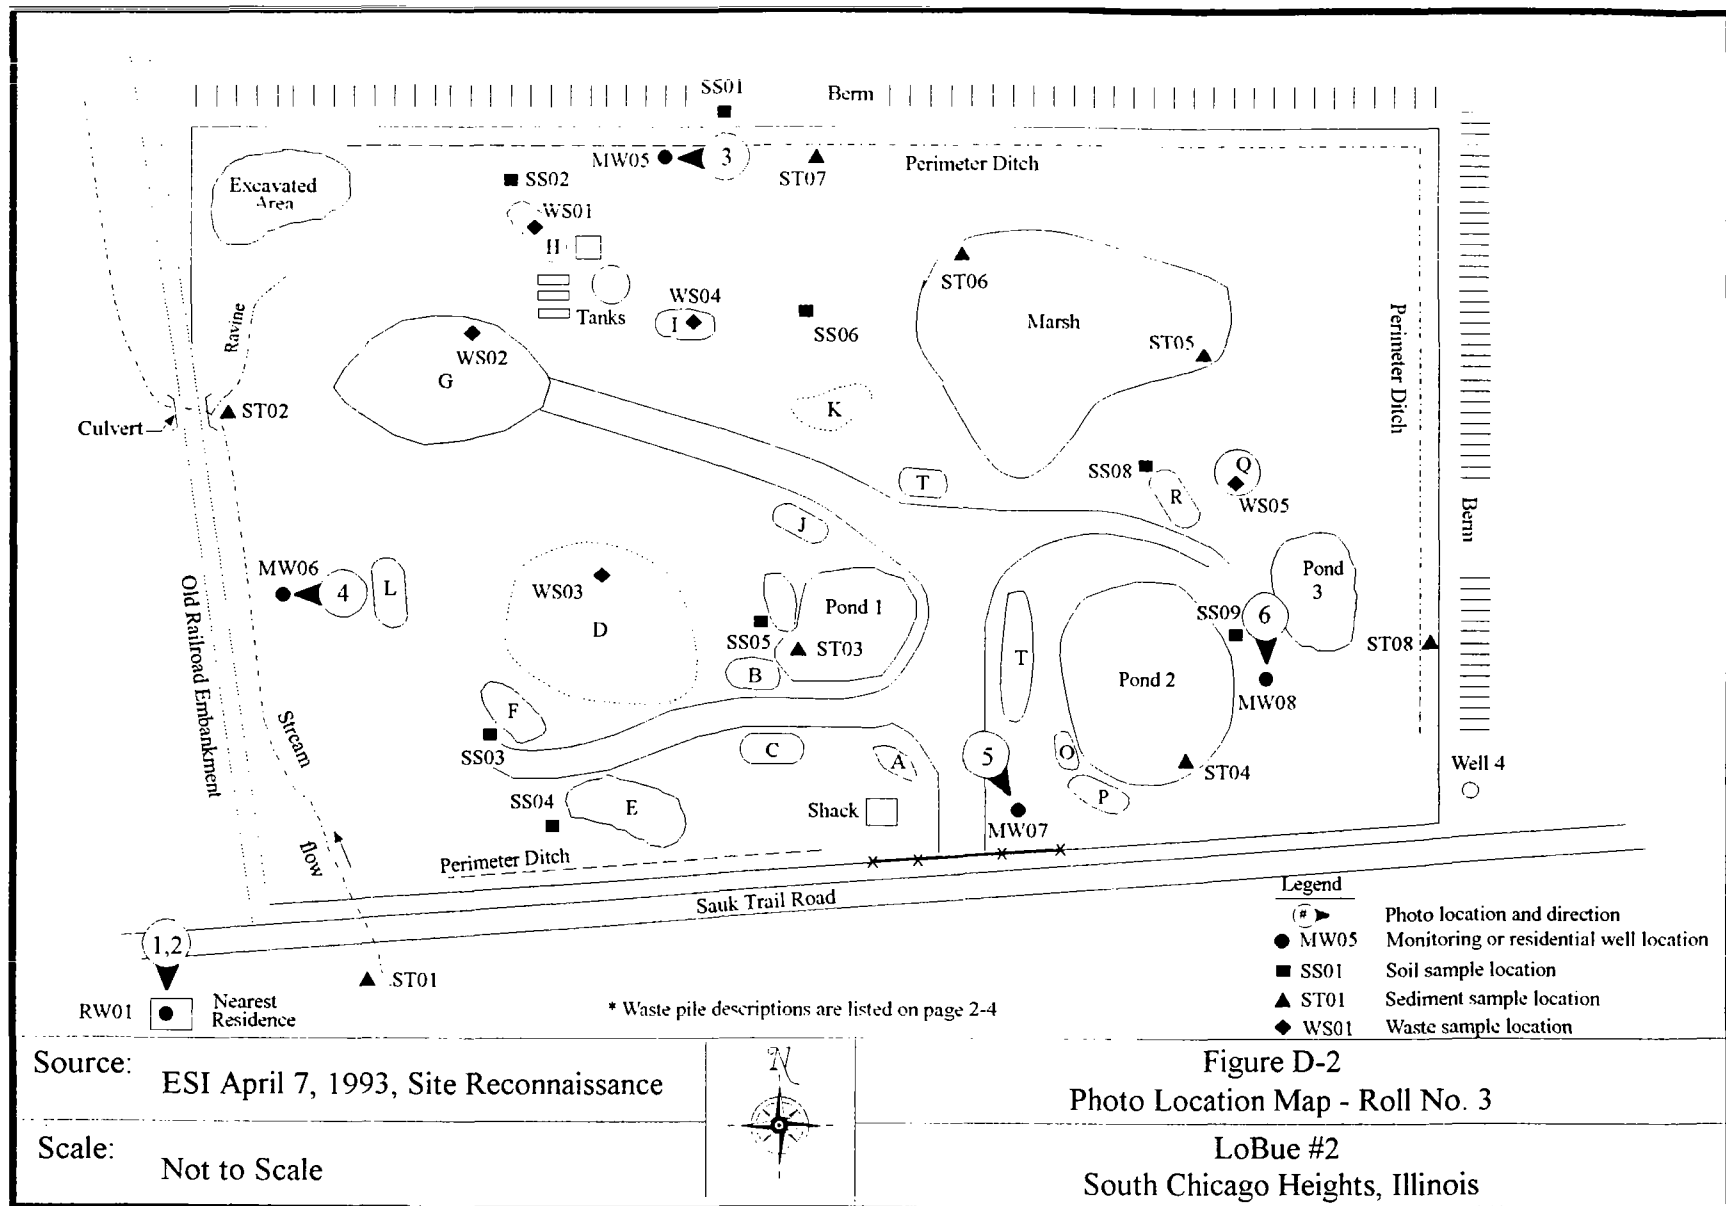 SS01
Berm
MW05
3
ST07
Perimeter Ditch
SS02
Excavated
Area
WS01
H
ST06
WS04
I
Tanks
SS06
Marsh
Ravine
WS02
G
ST05
Perimeter Ditch
K
ST02
Culvert
SS08
Q
R
WS05
T
J
Berm
MW06
4
L
WS03
D
Pond 1
Pond
3
SS09
6
SS05
ST03
B
T
Pond 2
ST08
MW08
Old Railroad Embankment
F
SS03
Stream
flow
C
A
5
O
ST04
Well 4
P
SS04
E
Shack
MW07
Perimeter Ditch
Sauk Trail Road
1,2
ST01
RW01
Nearest
Residence
* Waste pile descriptions are listed on page 2-4
Legend
# Photo location and direction
MW05 Monitoring or residential well location
SS01 Soil sample location
ST01 Sediment sample location
WS01 Waste sample location
Source:
ESI April 7, 1993, Site Reconnaissance
Scale:
Not to Scale
N
Figure D-2
Photo Location Map - Roll No. 3
LoBue #2
South Chicago Heights, Illinois